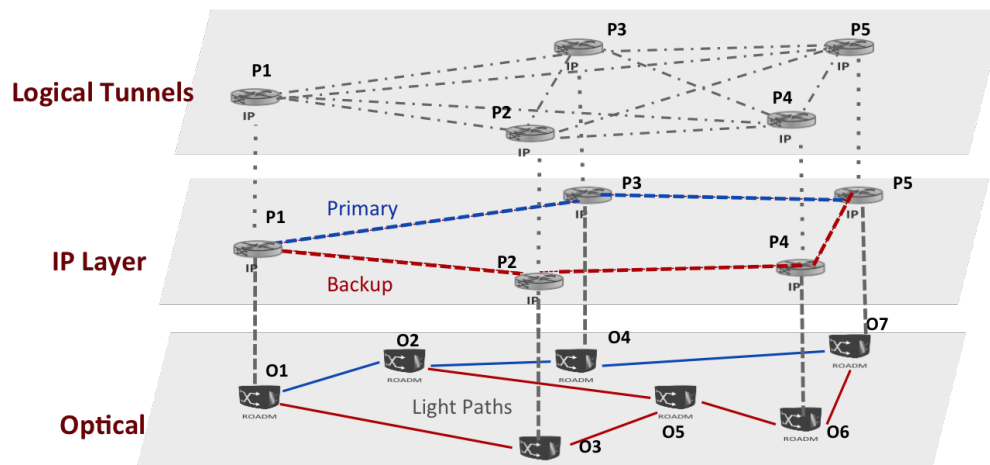 P3
P5
IP
IP
P1
Logical Tunnels
P2
P4
IP
IP
IP
P3
P5
Primary
P1
IP
IP
IP Layer
P4
P2
Backup
IP
IP
IP
O7
O4
O2
ROADM
O1
ROADM
ROADM
ROADM
Light Paths
ROADM
Optical
O5
O6
O3
ROADM
ROADM